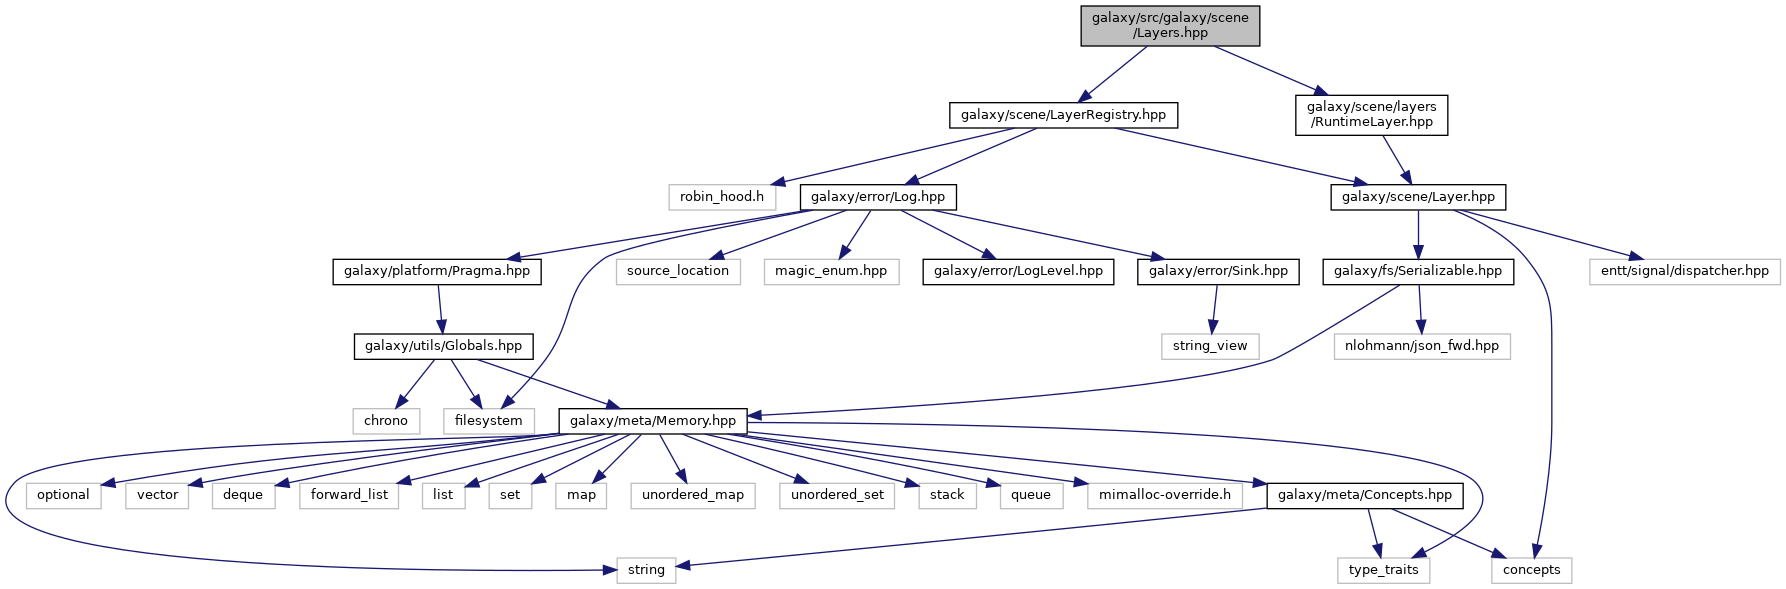 galaxy/src/galaxy/scene
/Layers.hpp
galaxy/scene/LayerRegistry.hpp
galaxy/scene/layers
/RuntimeLayer.hpp
robin_hood.h
galaxy/error/Log.hpp
galaxy/scene/Layer.hpp
galaxy/platform/Pragma.hpp
source_location
magic_enum.hpp
galaxy/error/LogLevel.hpp
galaxy/error/Sink.hpp
galaxy/fs/Serializable.hpp
entt/signal/dispatcher.hpp
galaxy/utils/Globals.hpp
string_view
nlohmann/json_fwd.hpp
chrono
filesystem
galaxy/meta/Memory.hpp
optional
vector
deque
forward_list
list
set
map
unordered_map
unordered_set
stack
queue
mimalloc-override.h
galaxy/meta/Concepts.hpp
string
type_traits
concepts